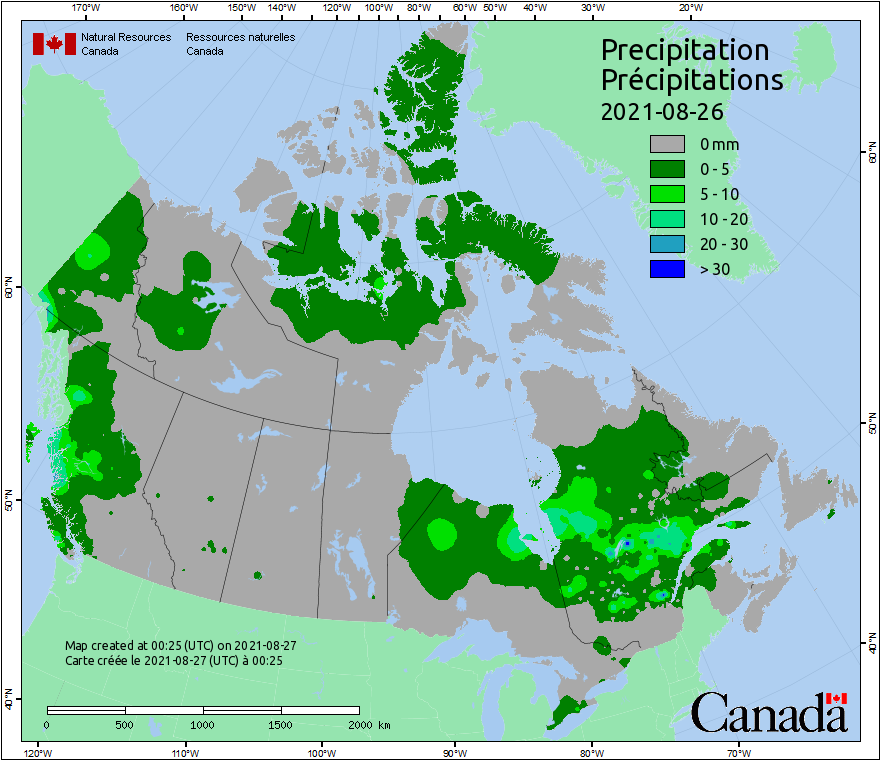 170°W 160°W 150°W 140°W 120°W 100°W 80°W 60°W 50°W 40°W 30°W 20°W
Natural Resources Ressources naturelles
Canada Canada
Precipitation
Précipitations
2021-08-26
0 mm
0 - 5
5 - 10
10 - 20
20 - 30
> 30
60°N 60°N
50°N 50°N
40°N 40°N
Map created at 00:25 (UTC) on 2021-08-27
Carte créée le 2021-08-27 (UTC) à 00:25
0 500 1000 1500 2000 km
Canada
120°W 110°W 100°W 90°W 80°W 70°W